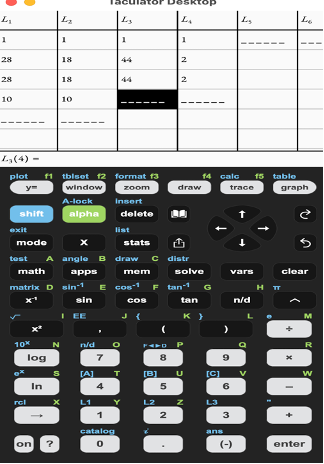 Taculator Desktop
L₁ L₂ L₃ L₄ L₅ L₆
1 1 1 1 ------ ---
28 18 44 2
28 18 44 2
10 10 ------ ------
------ ------
L₃(4) =
plot f1 tblset f2 format f3 f4 calc f5 table
y= window zoom draw trace graph
A-lock insert
shift alpha delete
exit list
mode X stats
test A angle B draw C distr
math apps mem solve vars clear
matrix D sin⁻¹ E cos⁻¹ F tan⁻¹ G H π
x⁻¹ sin cos tan n/d ^
√ I EE J { K } L e M
x² , ( ) ÷
10ˣ N n/d O F◄►D P Q R
log 7 8 9 ×
eˣ S [A] T [B] U [C] V W
ln 4 5 6 −
rcl X L1 Y L2 Z L3 "
→ 1 2 3 +
catalog ans
on ? 0 . (-) enter